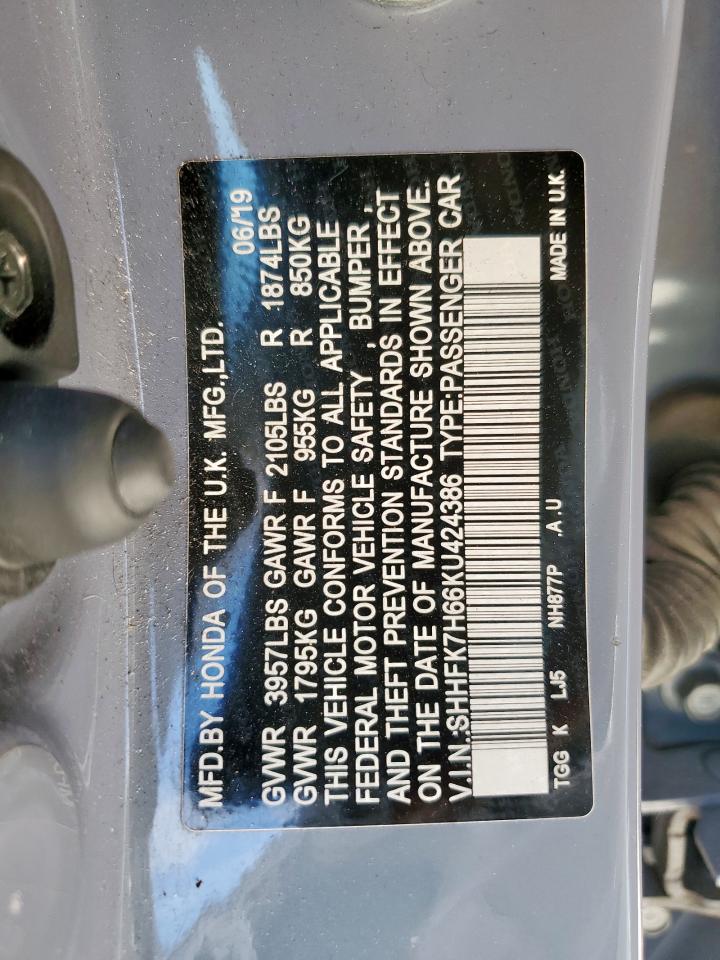 MFD.BY HONDA OF THE U.K. MFG.,LTD. 06/19
GVWR 3957LBS GAWR F 2105LBS R 1874LBS
GVWR 1795KG GAWR F 955KG R 850KG
THIS VEHICLE CONFORMS TO ALL APPLICABLE
FEDERAL MOTOR VEHICLE SAFETY , BUMPER ,
AND THEFT PREVENTION STANDARDS IN EFFECT
ON THE DATE OF MANUFACTURE SHOWN ABOVE.
V.I.N.:SHHFK7H66KU424386 TYPE:PASSENGER CAR
TGG K LJ5 NH877P .A .U MADE IN U.K.